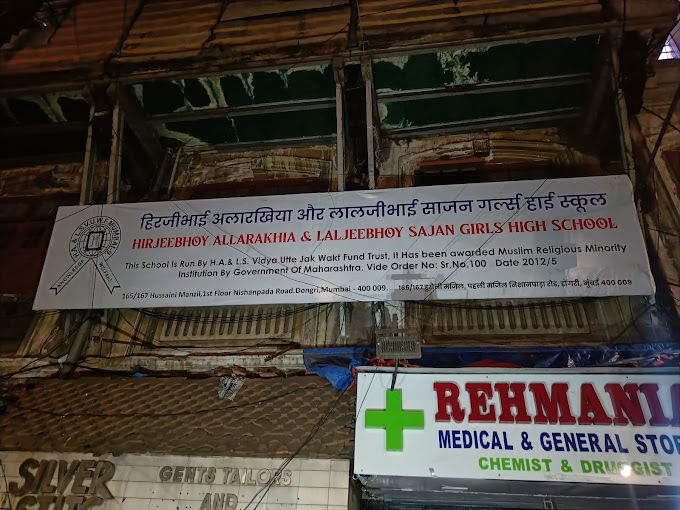 हिरजीभाई अलारखिया और लालजीभाई साजन गर्ल्स हाई स्कूल
HIRJEEBHOY ALLARAKHIA & LALJEEBHOY SAJAN GIRLS HIGH SCHOOL
This School Is Run By H.A.& L.S. Vidya Utte Jak Wakf Fund Trust, It Has Been awarded Muslim Religious Minority
Institution By Government Of Maharashtra, Vide Order No: Sr,No,100 Date 2012/5
165/167 Hussaini Manzil,1st Floor Nishanpada Road.Dongri,Mumbai - 400 009.
मंजिल, पहली मंजिल निशानपाड़ा रोड, डोंगरी, मुंबई 400 009
H.A.& L.S.V.U.W.F.
REHMANIA
MEDICAL & GENERAL STOR
CHEMIST & DRUGGIST
SILVER
GENTS TAILORS
AND